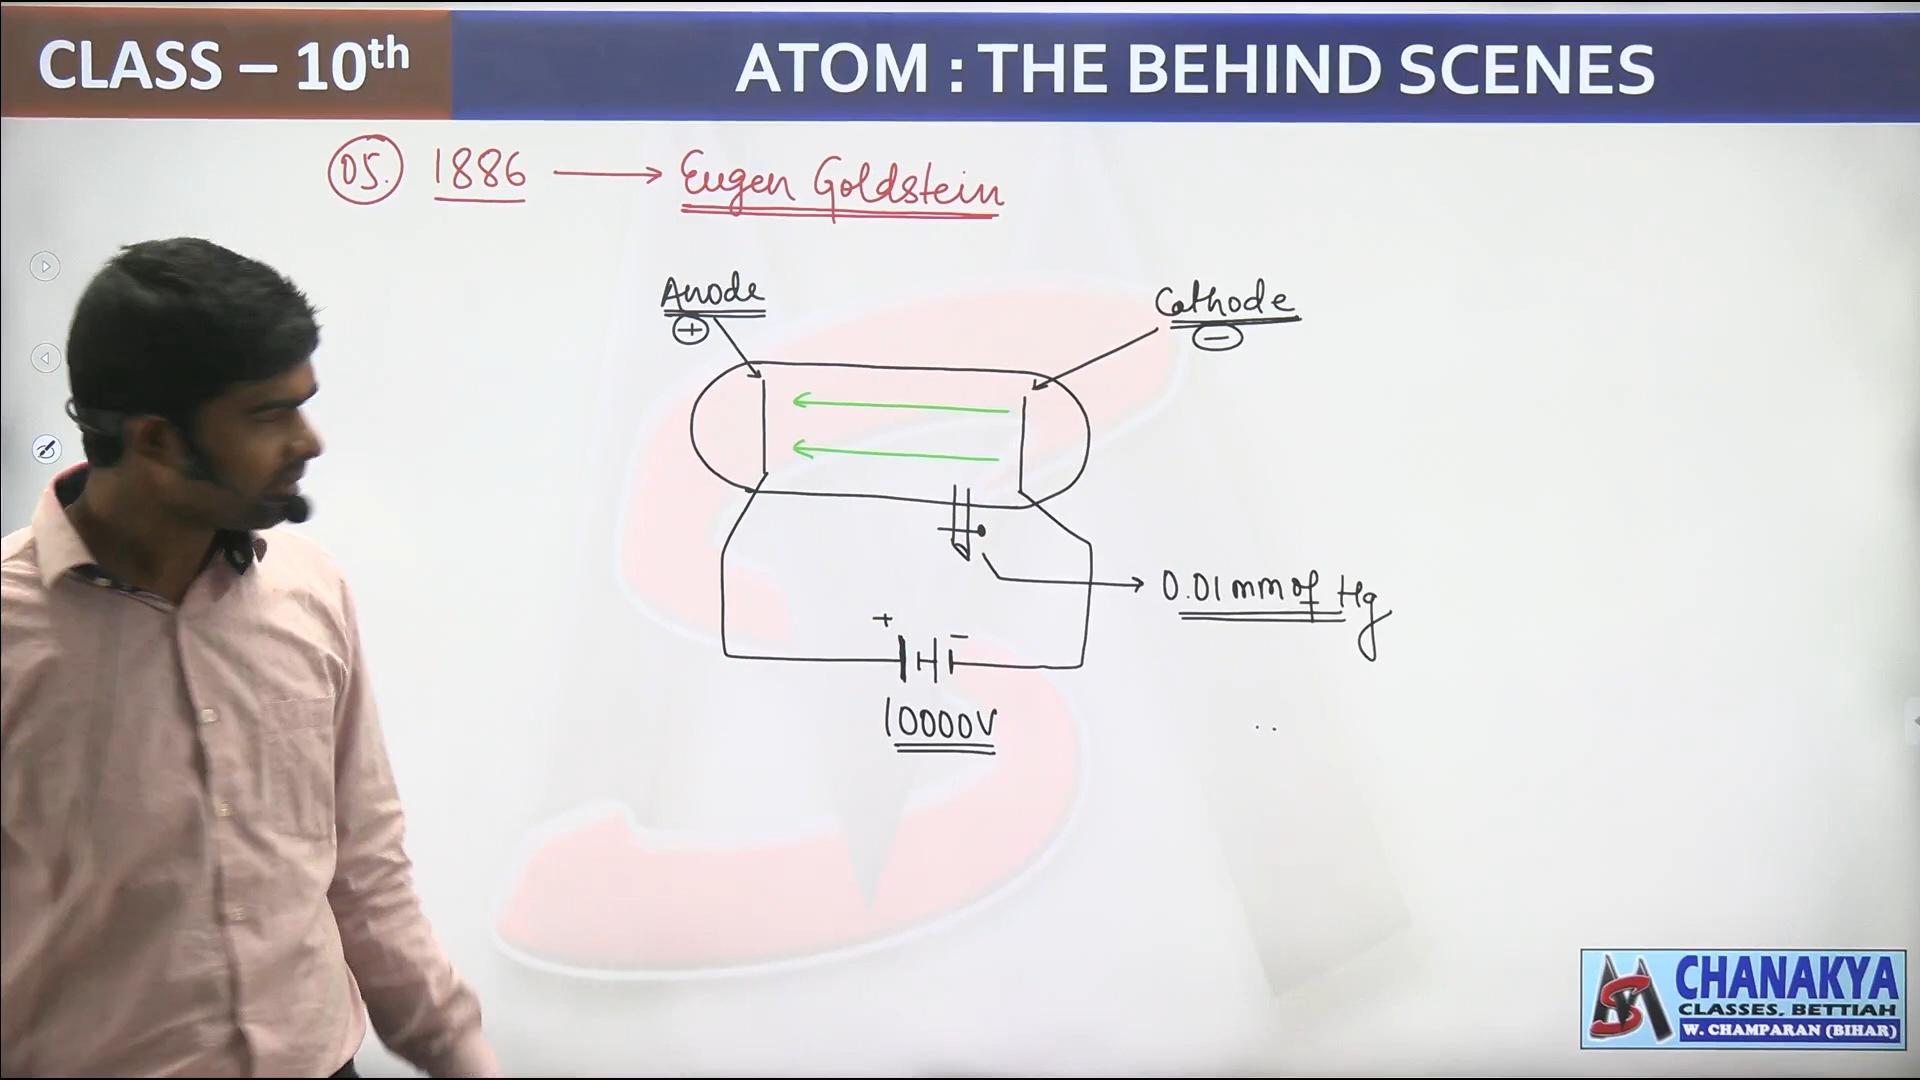 CLASS – 10th
ATOM : THE BEHIND SCENES
05. 1886 → Eugen Goldstein
Anode
+
Cathode
−
0.01 mm of Hg
+ −
10000V
CHANAKYA
CLASSES, BETTIAH
W. CHAMPARAN (BIHAR)